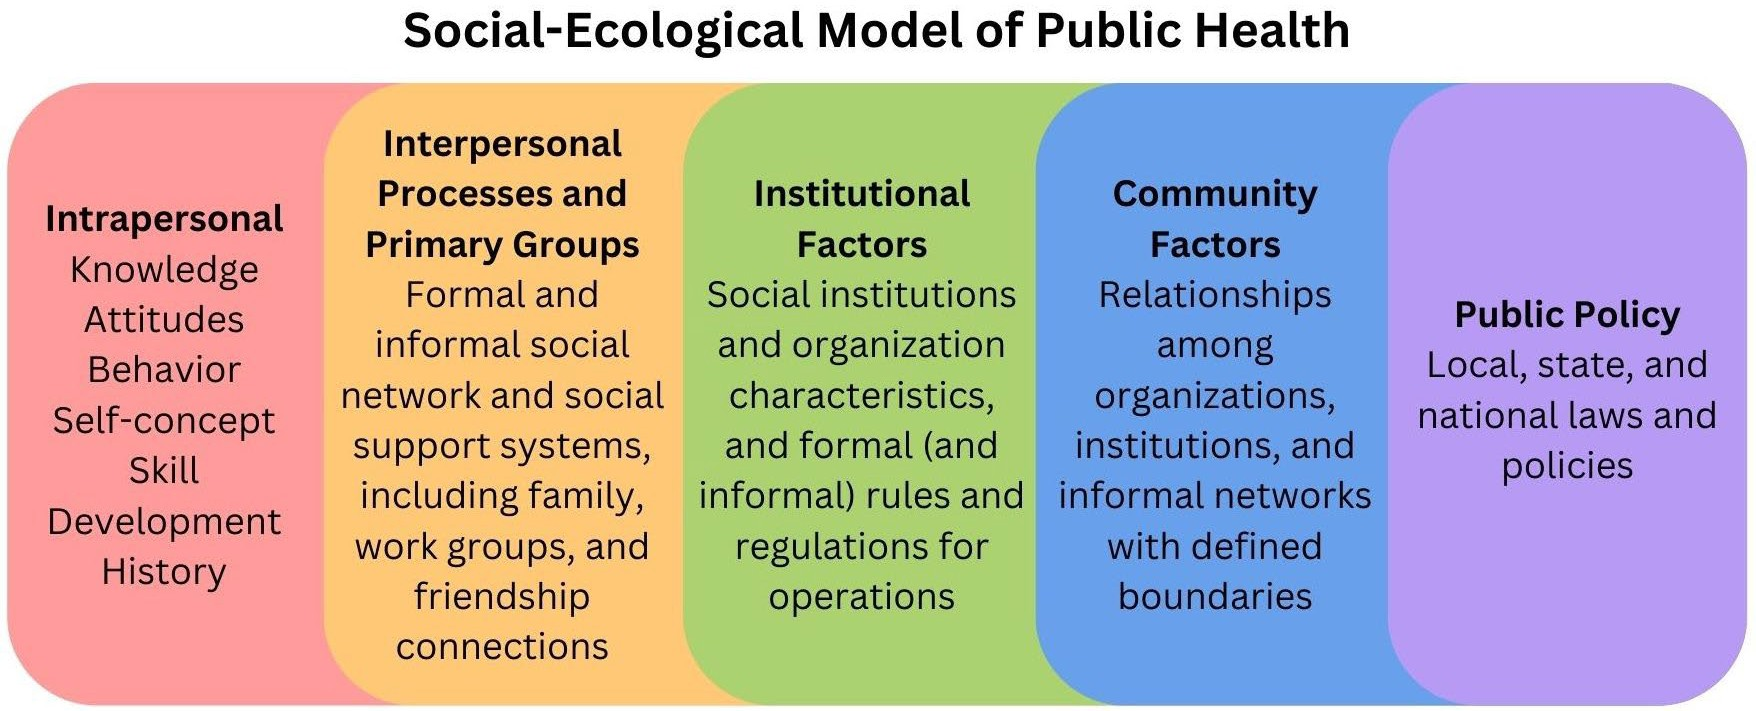 Social-Ecological Model of Public Health
Intrapersonal
Knowledge
Attitudes
Behavior
Self-concept
Skill
Development
History
Interpersonal
Processes and
Primary Groups
Formal and
informal social
network and social
support systems,
including family,
work groups, and
friendship
connections
Institutional
Factors
Social institutions
and organization
characteristics,
and formal (and
informal) rules and
regulations for
operations
Community
Factors
Relationships
among
organizations,
institutions, and
informal networks
with defined
boundaries
Public Policy
Local, state, and
national laws and
policies